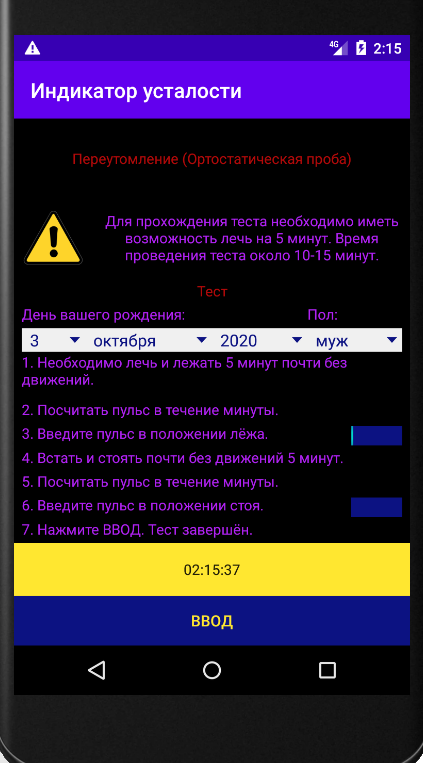 4G 2:15
Индикатор усталости
Переутомление (Ортостатическая проба)
Для прохождения теста необходимо иметь
возможность лечь на 5 минут. Время
проведения теста около 10-15 минут.
Тест
День вашего рождения: Пол:
3 октября 2020 муж
1. Необходимо лечь и лежать 5 минут почти без
движений.
2. Посчитать пульс в течение минуты.
3. Введите пульс в положении лёжа.
4. Встать и стоять почти без движений 5 минут.
5. Посчитать пульс в течение минуты.
6. Введите пульс в положении стоя.
7. Нажмите ВВОД. Тест завершён.
02:15:37
ВВОД